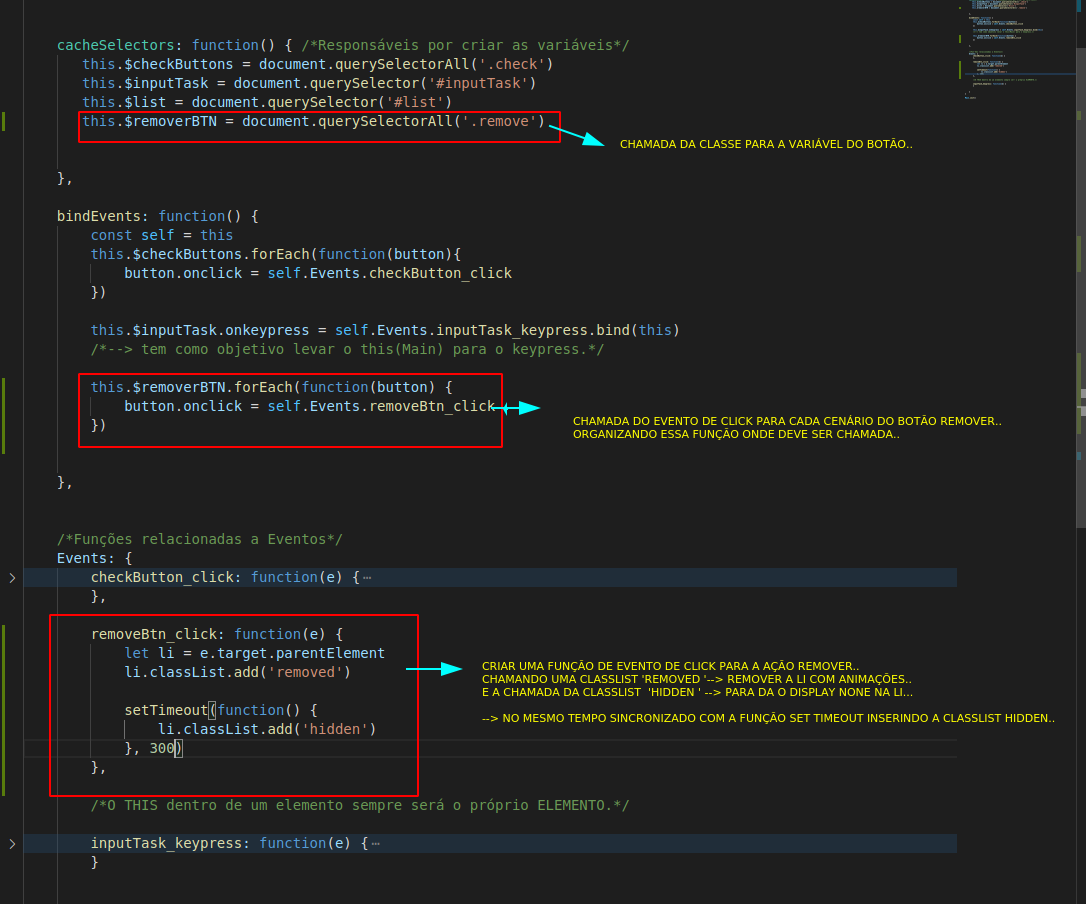 cacheSelectors: function() { /*Responsáveis por criar as variáveis*/
this.$checkButtons = document.querySelectorAll('.check')
this.$inputTask = document.querySelector('#inputTask')
this.$list = document.querySelector('#list')
this.$removerBTN = document.querySelectorAll('.remove')
CHAMADA DA CLASSE PARA A VARIÁVEL DO BOTÃO..
},
bindEvents: function() {
const self = this
this.$checkButtons.forEach(function(button){
button.onclick = self.Events.checkButton_click
})
this.$inputTask.onkeypress = self.Events.inputTask_keypress.bind(this)
/*--> tem como objetivo levar o this(Main) para o keypress.*/
this.$removerBTN.forEach(function(button) {
button.onclick = self.Events.removeBtn_click
})
CHAMADA DO EVENTO DE CLICK PARA CADA CENÁRIO DO BOTÃO REMOVER..
ORGANIZANDO ESSA FUNÇÃO ONDE DEVE SER CHAMADA..
},
/*Funções relacionadas a Eventos*/
Events: {
checkButton_click: function(e) {⋯
},
removeBtn_click: function(e) {
let li = e.target.parentElement
li.classList.add('removed')
setTimeout(function() {
li.classList.add('hidden')
}, 300)
},
CRIAR UMA FUNÇÃO DE EVENTO DE CLICK PARA A AÇÃO REMOVER..
CHAMANDO UMA CLASSLIST 'REMOVED '--> REMOVER A LI COM ANIMAÇÕES..
E A CHAMADA DA CLASSLIST  'HIDDEN ' --> PARA DA O DISPLAY NONE NA LI...
--> NO MESMO TEMPO SINCRONIZADO COM A FUNÇÃO SET TIMEOUT INSERINDO A CLASSLIST HIDDEN..
/*O THIS dentro de um elemento sempre será o próprio ELEMENTO.*/
inputTask_keypress: function(e) {⋯
}